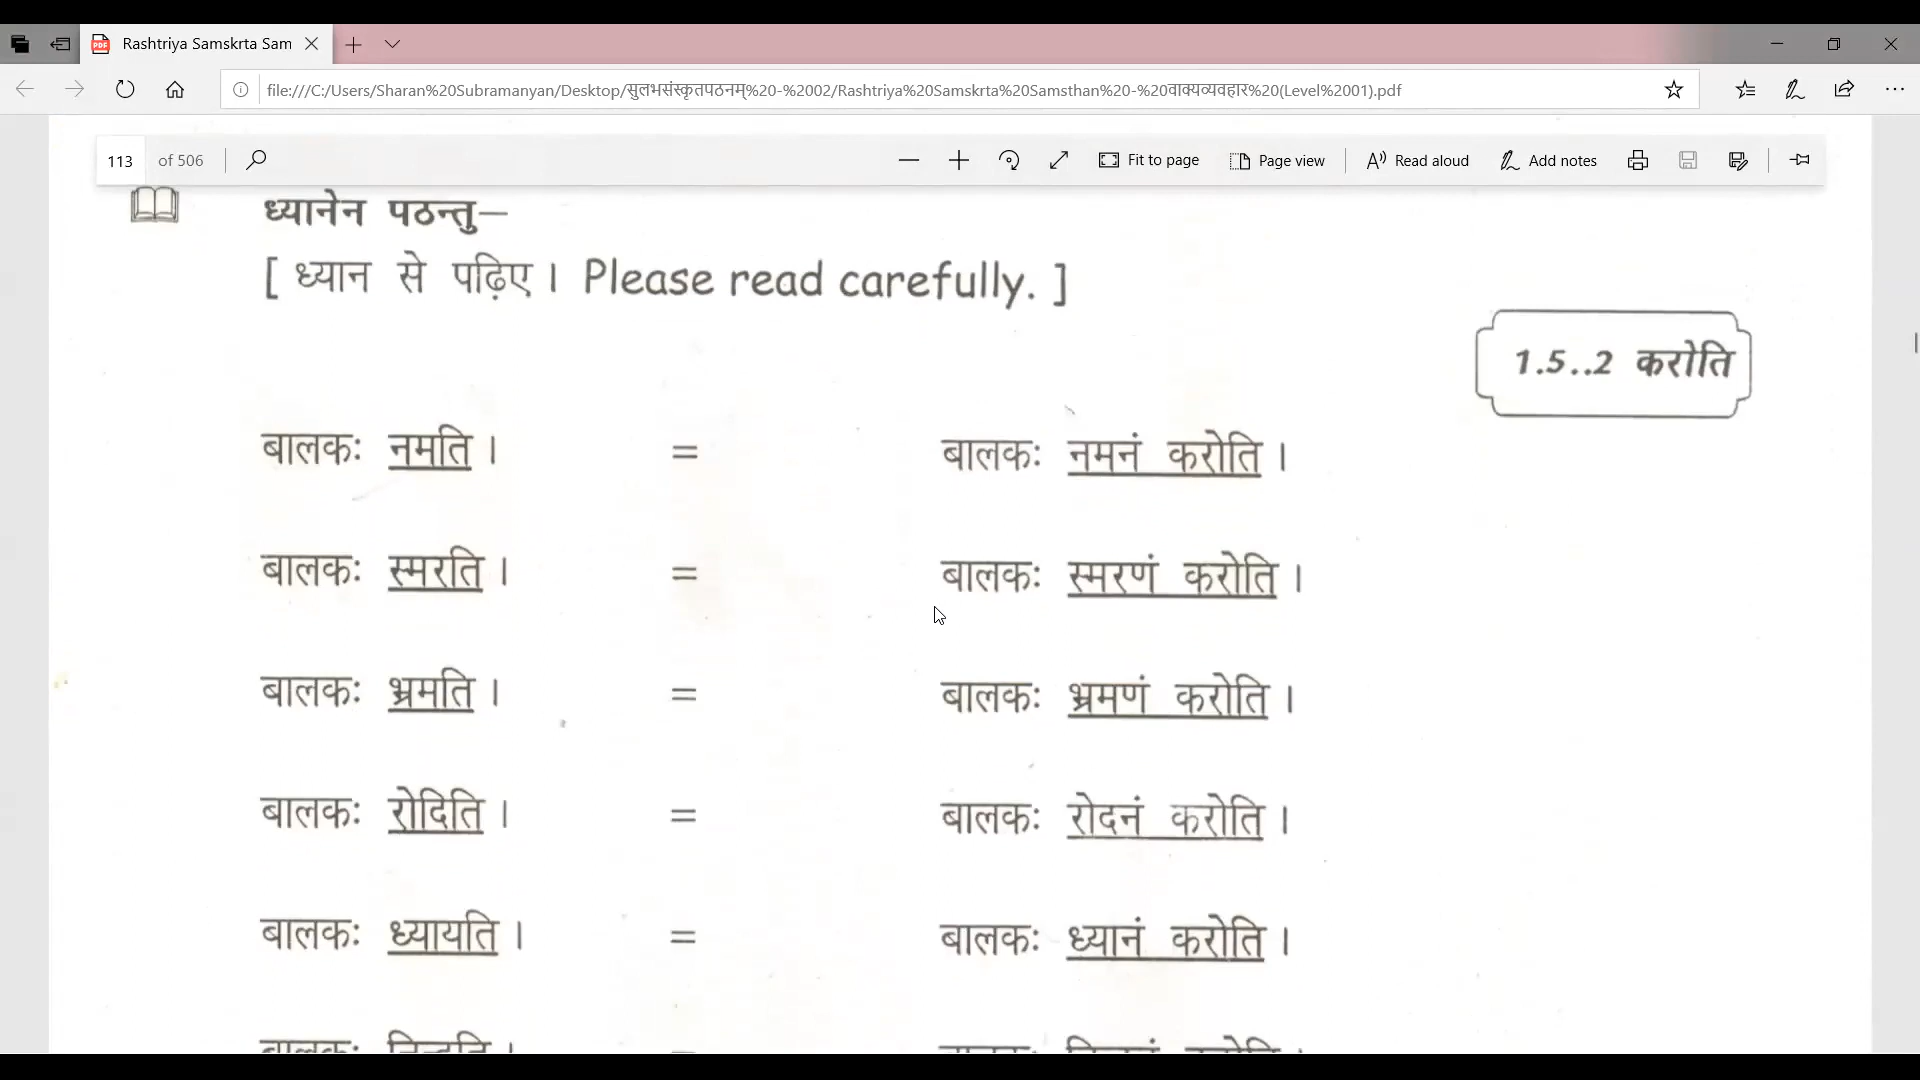 Rashtriya Samskrta Sam
file:///C:/Users/Sharan%20Subramanyan/Desktop/सुलभसंस्कृतपठनम्%20-%2002/Rashtriya%20Samskrta%20Samsthan%20-%20वाक्यव्यवहार%20(Level%2001).pdf
113 of 506 Fit to page Page view Read aloud Add notes
ध्यानेन पठन्तु—
[ ध्यान से पढ़िए । Please read carefully. ]
1.5..2 करोति
बालकः नमति । = बालकः नमनं करोति ।
बालकः स्मरति । = बालकः स्मरणं करोति ।
बालकः भ्रमति । = बालकः भ्रमणं करोति ।
बालकः रोदिति । = बालकः रोदनं करोति ।
बालकः ध्यायति । = बालकः ध्यानं करोति ।